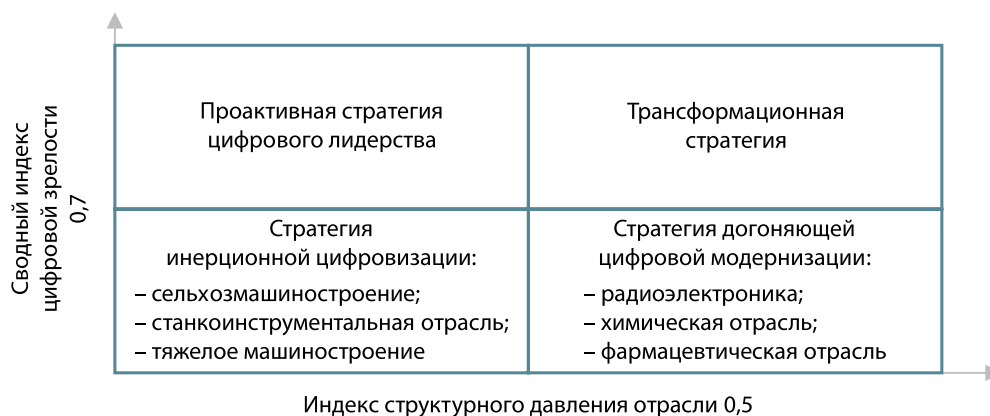 Сводный индекс
цифровой зрелости
0,7
Проактивная стратегия
цифрового лидерства
Трансформационная
стратегия
Стратегия
инерционной цифровизации:
– сельхозмашиностроение;
– станкоинструментальная отрасль;
– тяжелое машиностроение
Стратегия догоняющей
цифровой модернизации:
– радиоэлектроника;
– химическая отрасль;
– фармацевтическая отрасль
Индекс структурного давления отрасли 0,5